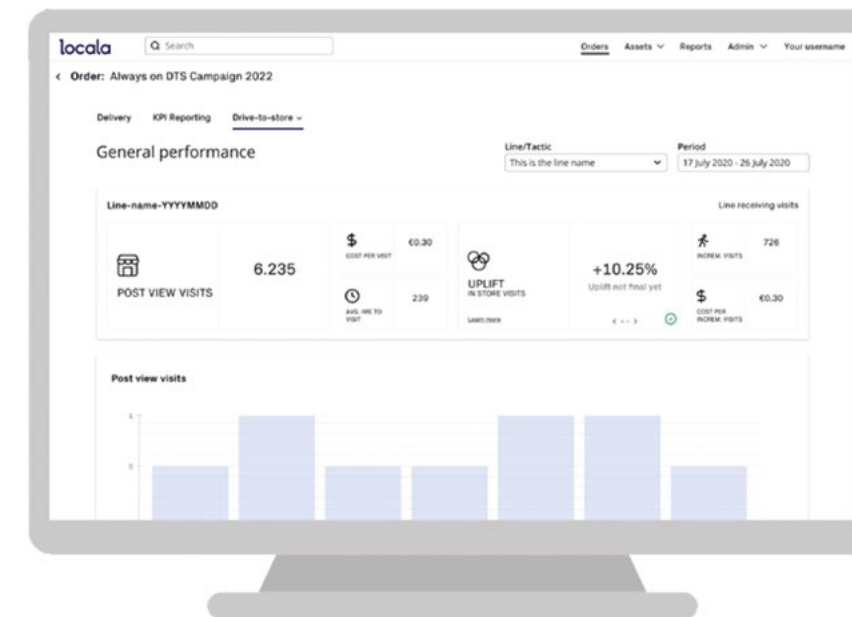 locala
Search
Orders Assets Reports Admin Your username
< Order: Always on DTS Campaign 2022
Delivery KPI Reporting Drive-to-store
General performance
Line/Tactic
This is the line name
Period
17 July 2020 - 26 July 2020
Line-name-YYYYMMDD
Line receiving visits
POST VIEW VISITS
6.235
COST PER VISIT
€0.30
AVG. TIME TO
VISIT
239
UPLIFT
IN STORE VISITS
Learn more
+10.25%
Uplift not final yet
INCREM. VISITS
726
COST PER
INCREM. VISITS
€0.30
Post view visits